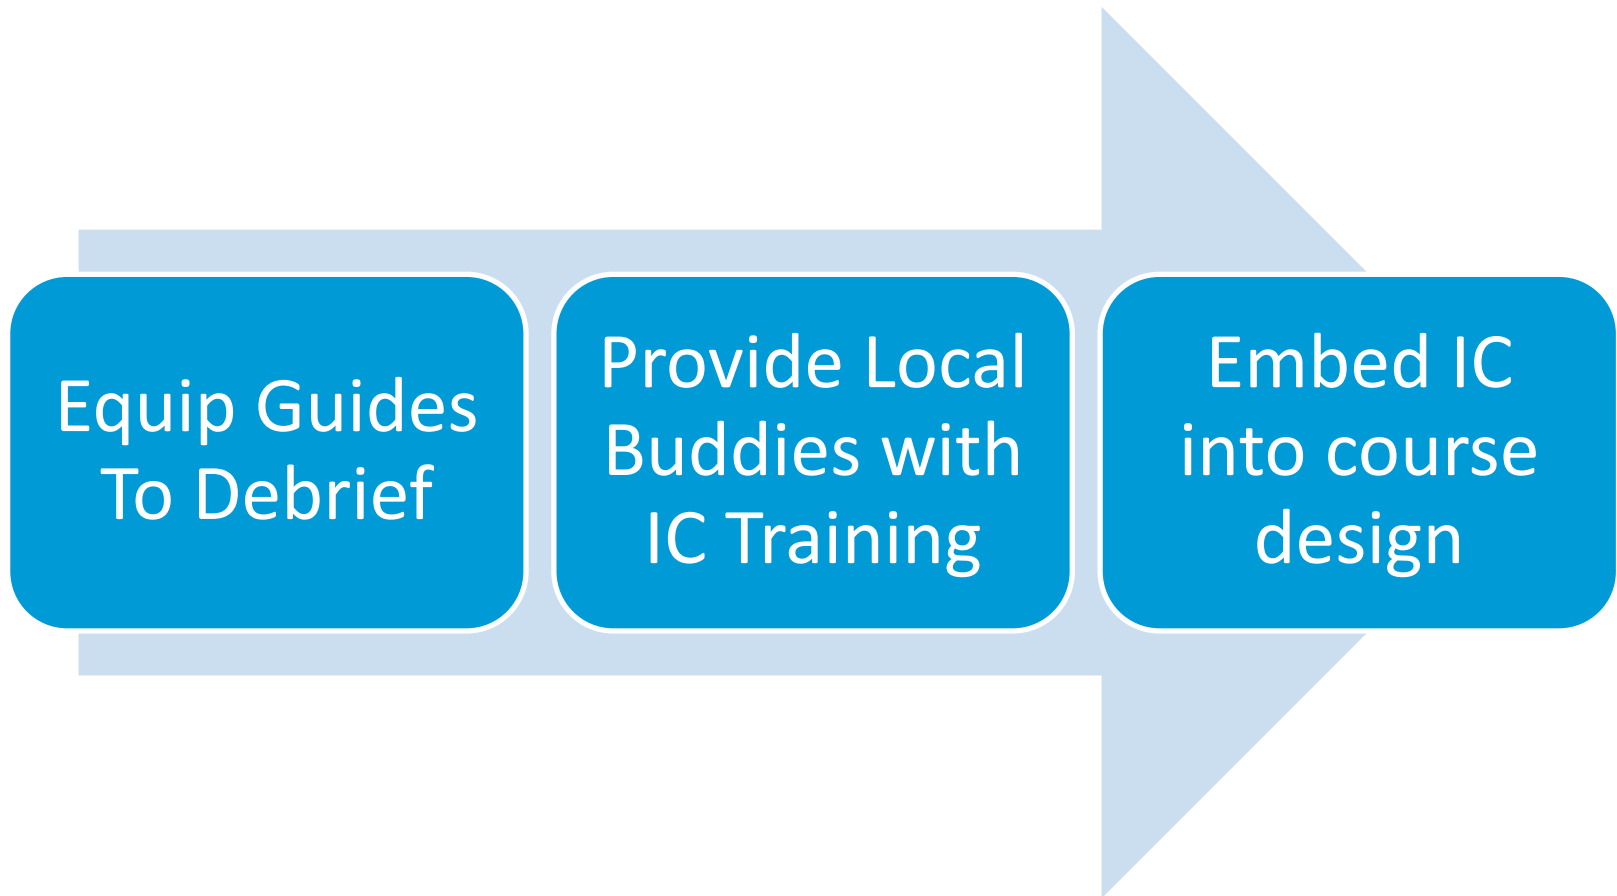 Equip Guides
To Debrief
Provide Local
Buddies with
IC Training
Embed IC
into course
design